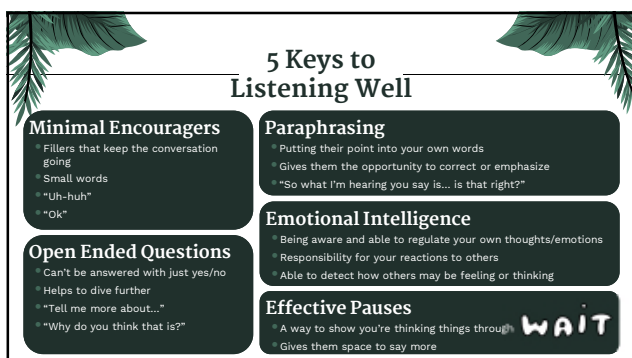 5 Keys to
Listening Well
Minimal Encouragers
Fillers that keep the conversation
going
Small words
“Uh-huh”
“Ok”
Open Ended Questions
Can’t be answered with just yes/no
Helps to dive further
“Tell me more about...”
“Why do you think that is?”
Paraphrasing
Putting their point into your own words
Gives them the opportunity to correct or emphasize
“So what I’m hearing you say is... is that right?”
Emotional Intelligence
Being aware and able to regulate your own thoughts/emotions
Responsibility for your reactions to others
Able to detect how others may be feeling or thinking
Effective Pauses
A way to show you’re thinking things through
Gives them space to say more
WAIT